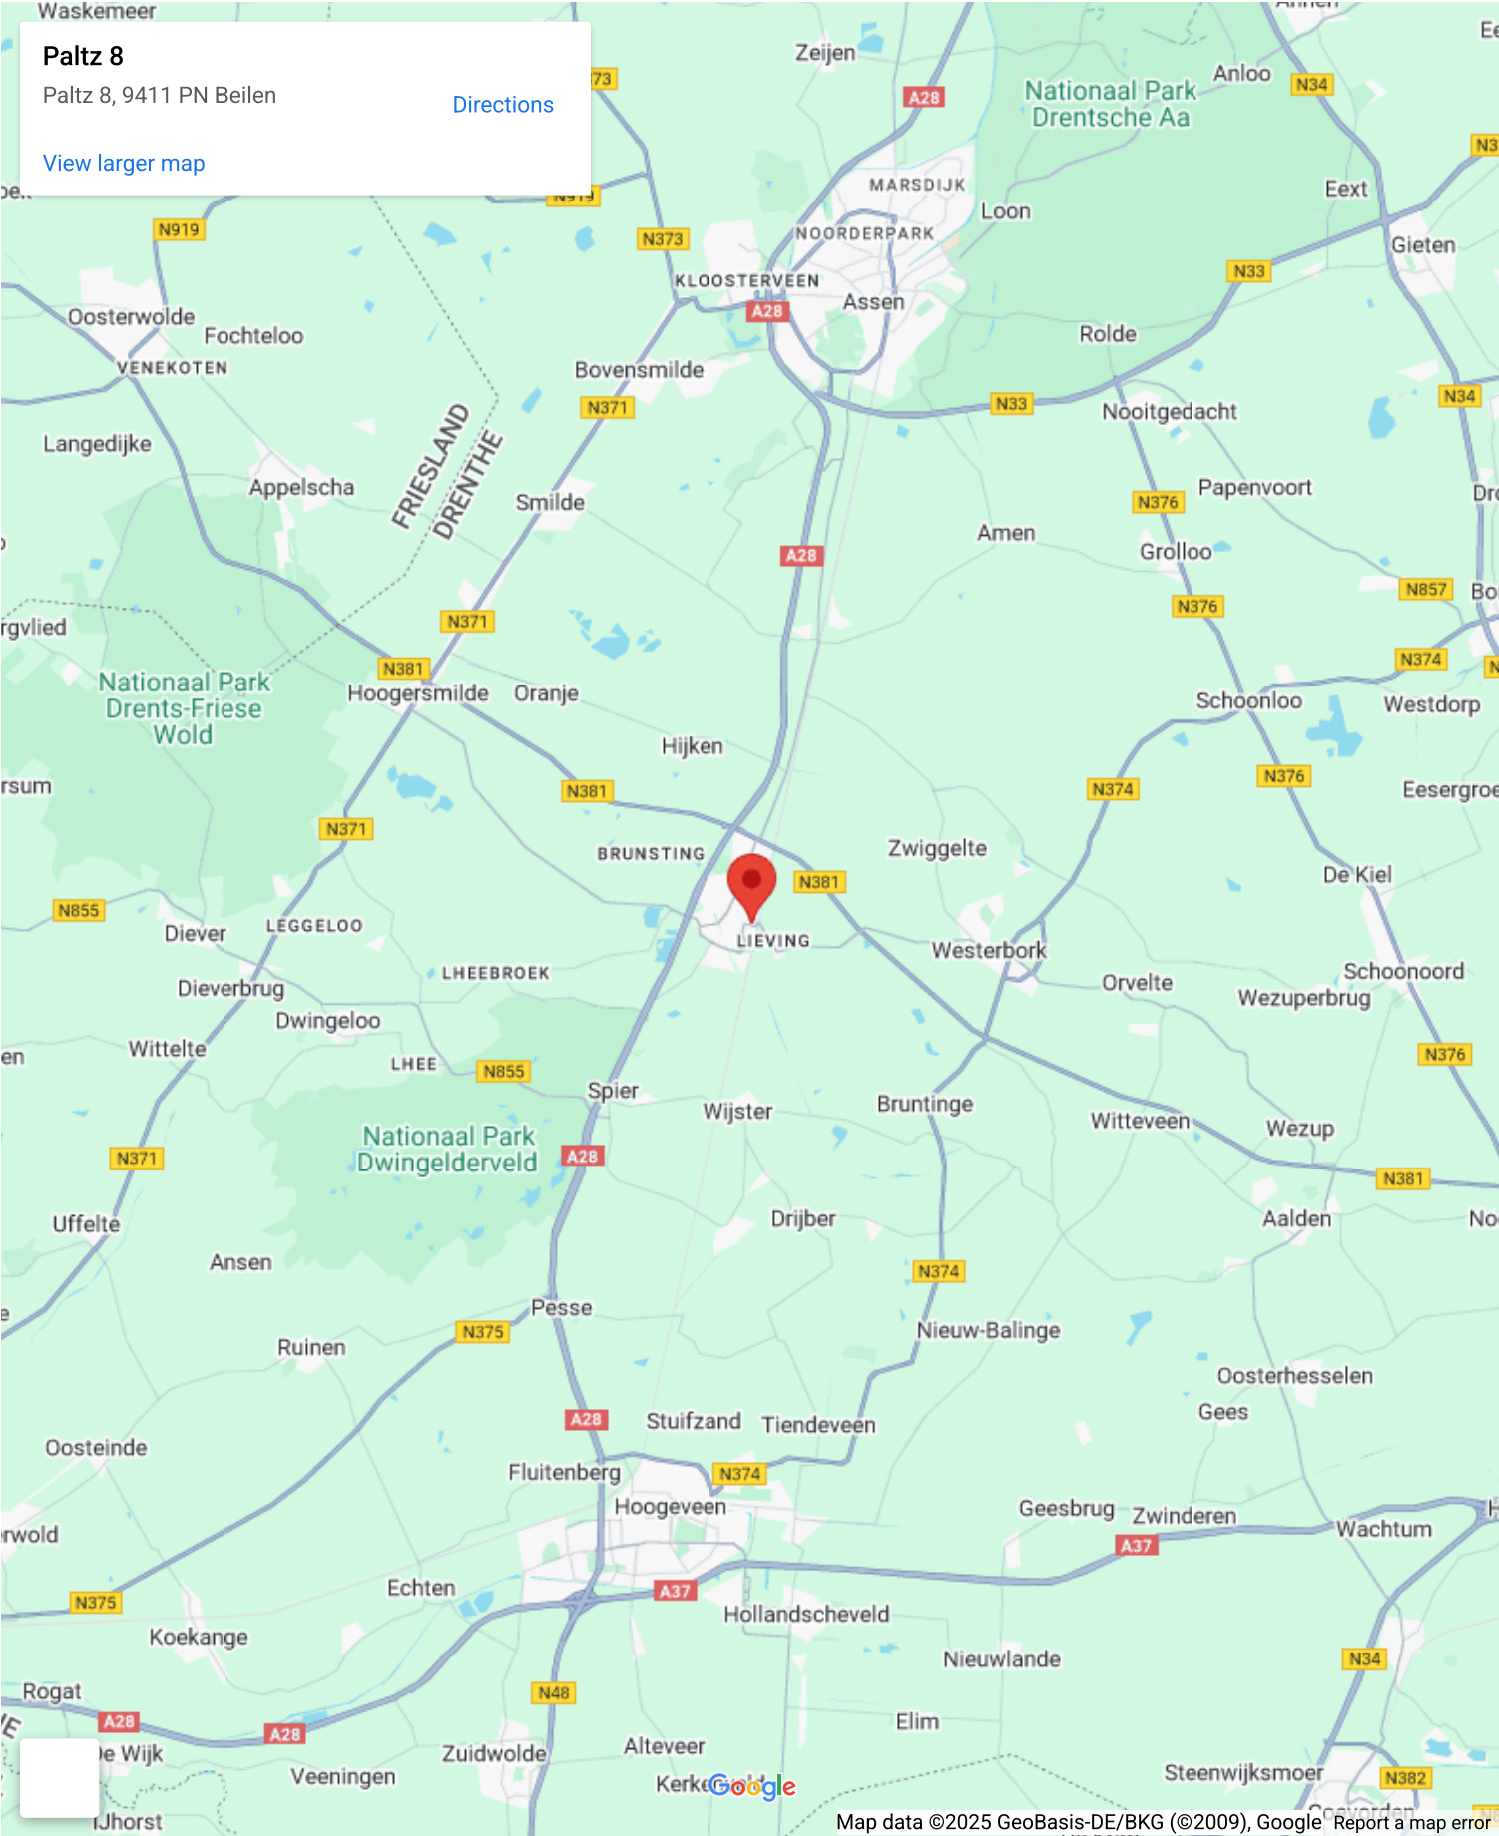 Waskemeer
Annen
Paltz 8
Paltz 8, 9411 PN Beilen
Directions
View larger map
Zeijen
A28
Nationaal Park
Drentsche Aa
Anloo
N34
MARSDIJK
Eext
Loon
N919
N919
N373
NOORDERPARK
Gieten
N33
KLOOSTERVEEN
Assen
A28
Oosterwolde
Fochteloo
Rolde
VENEKOTEN
Bovensmilde
N371
N33
N34
Nooitgedacht
FRIESLAND
DRENTHE
Langedijke
Appelscha
Smilde
Papenvoort
N376
Amen
Grolloo
A28
N857
N376
N371
N374
N381
Nationaal Park
Drents-Friese
Wold
Hoogersmilde
Oranje
Schoonloo
Westdorp
Hijken
N376
N381
N374
N371
Zwiggelte
BRUNSTING
N381
De Kiel
N855
LEGGELOO
Diever
LIEVING
Westerbork
LHEEBROEK
Schoonoord
Dieverbrug
Orvelte
Wezuperbrug
Dwingeloo
Wittelte
N376
LHEE
N855
Spier
Wijster
Bruntinge
Witteveen
Wezup
Nationaal Park
Dwingelderveld
A28
N371
N381
Uffelte
Drijber
Aalden
Ansen
N374
Pesse
N375
Nieuw-Balinge
Ruinen
Oosterhesselen
Gees
A28
Stuifzand
Tiendeveen
Oosteinde
Fluitenberg
N374
Hoogeveen
Geesbrug
Zwinderen
Wachtum
A37
Echten
A37
N375
Hollandscheveld
Koekange
Nieuwlande
N34
Rogat
N48
A28
A28
Elim
De Wijk
Zuidwolde
Alteveer
Veeningen
Steenwijksmoer
N382
Google
IJhorst
Coevorden
Map data ©2025 GeoBasis-DE/BKG (©2009), Google
Report a map error